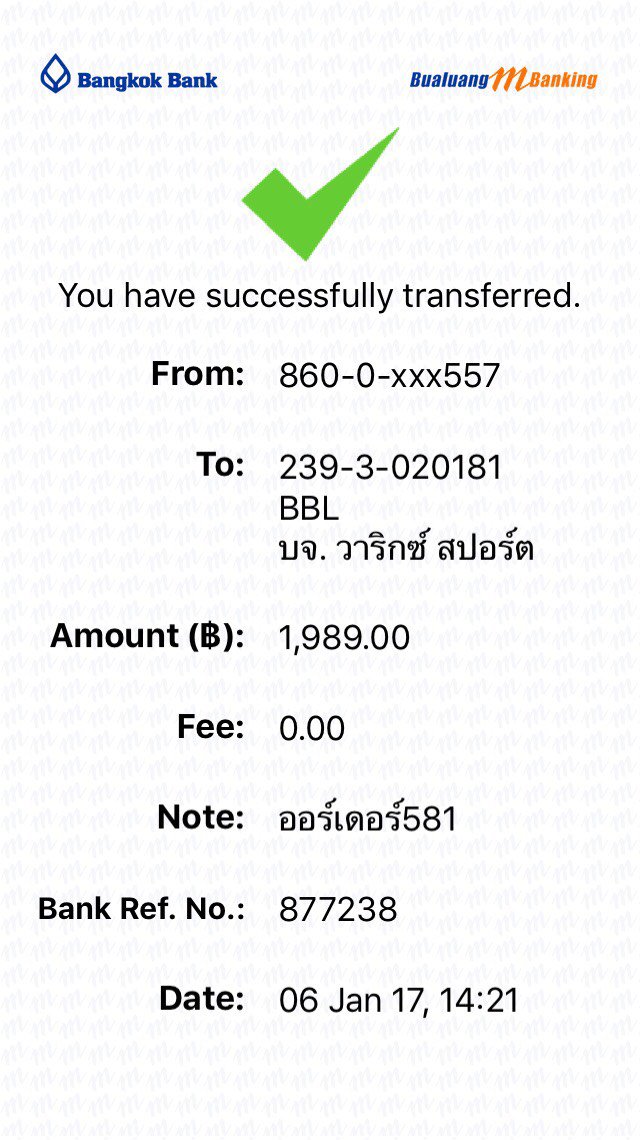 Bangkok Bank
Bualuang mBanking
You have successfully transferred.
From: 860-0-xxx557
To: 239-3-020181
BBL
บจ. วาริกซ์ สปอร์ต
Amount (฿): 1,989.00
Fee: 0.00
Note: ออร์เดอร์581
Bank Ref. No.: 877238
Date: 06 Jan 17, 14:21